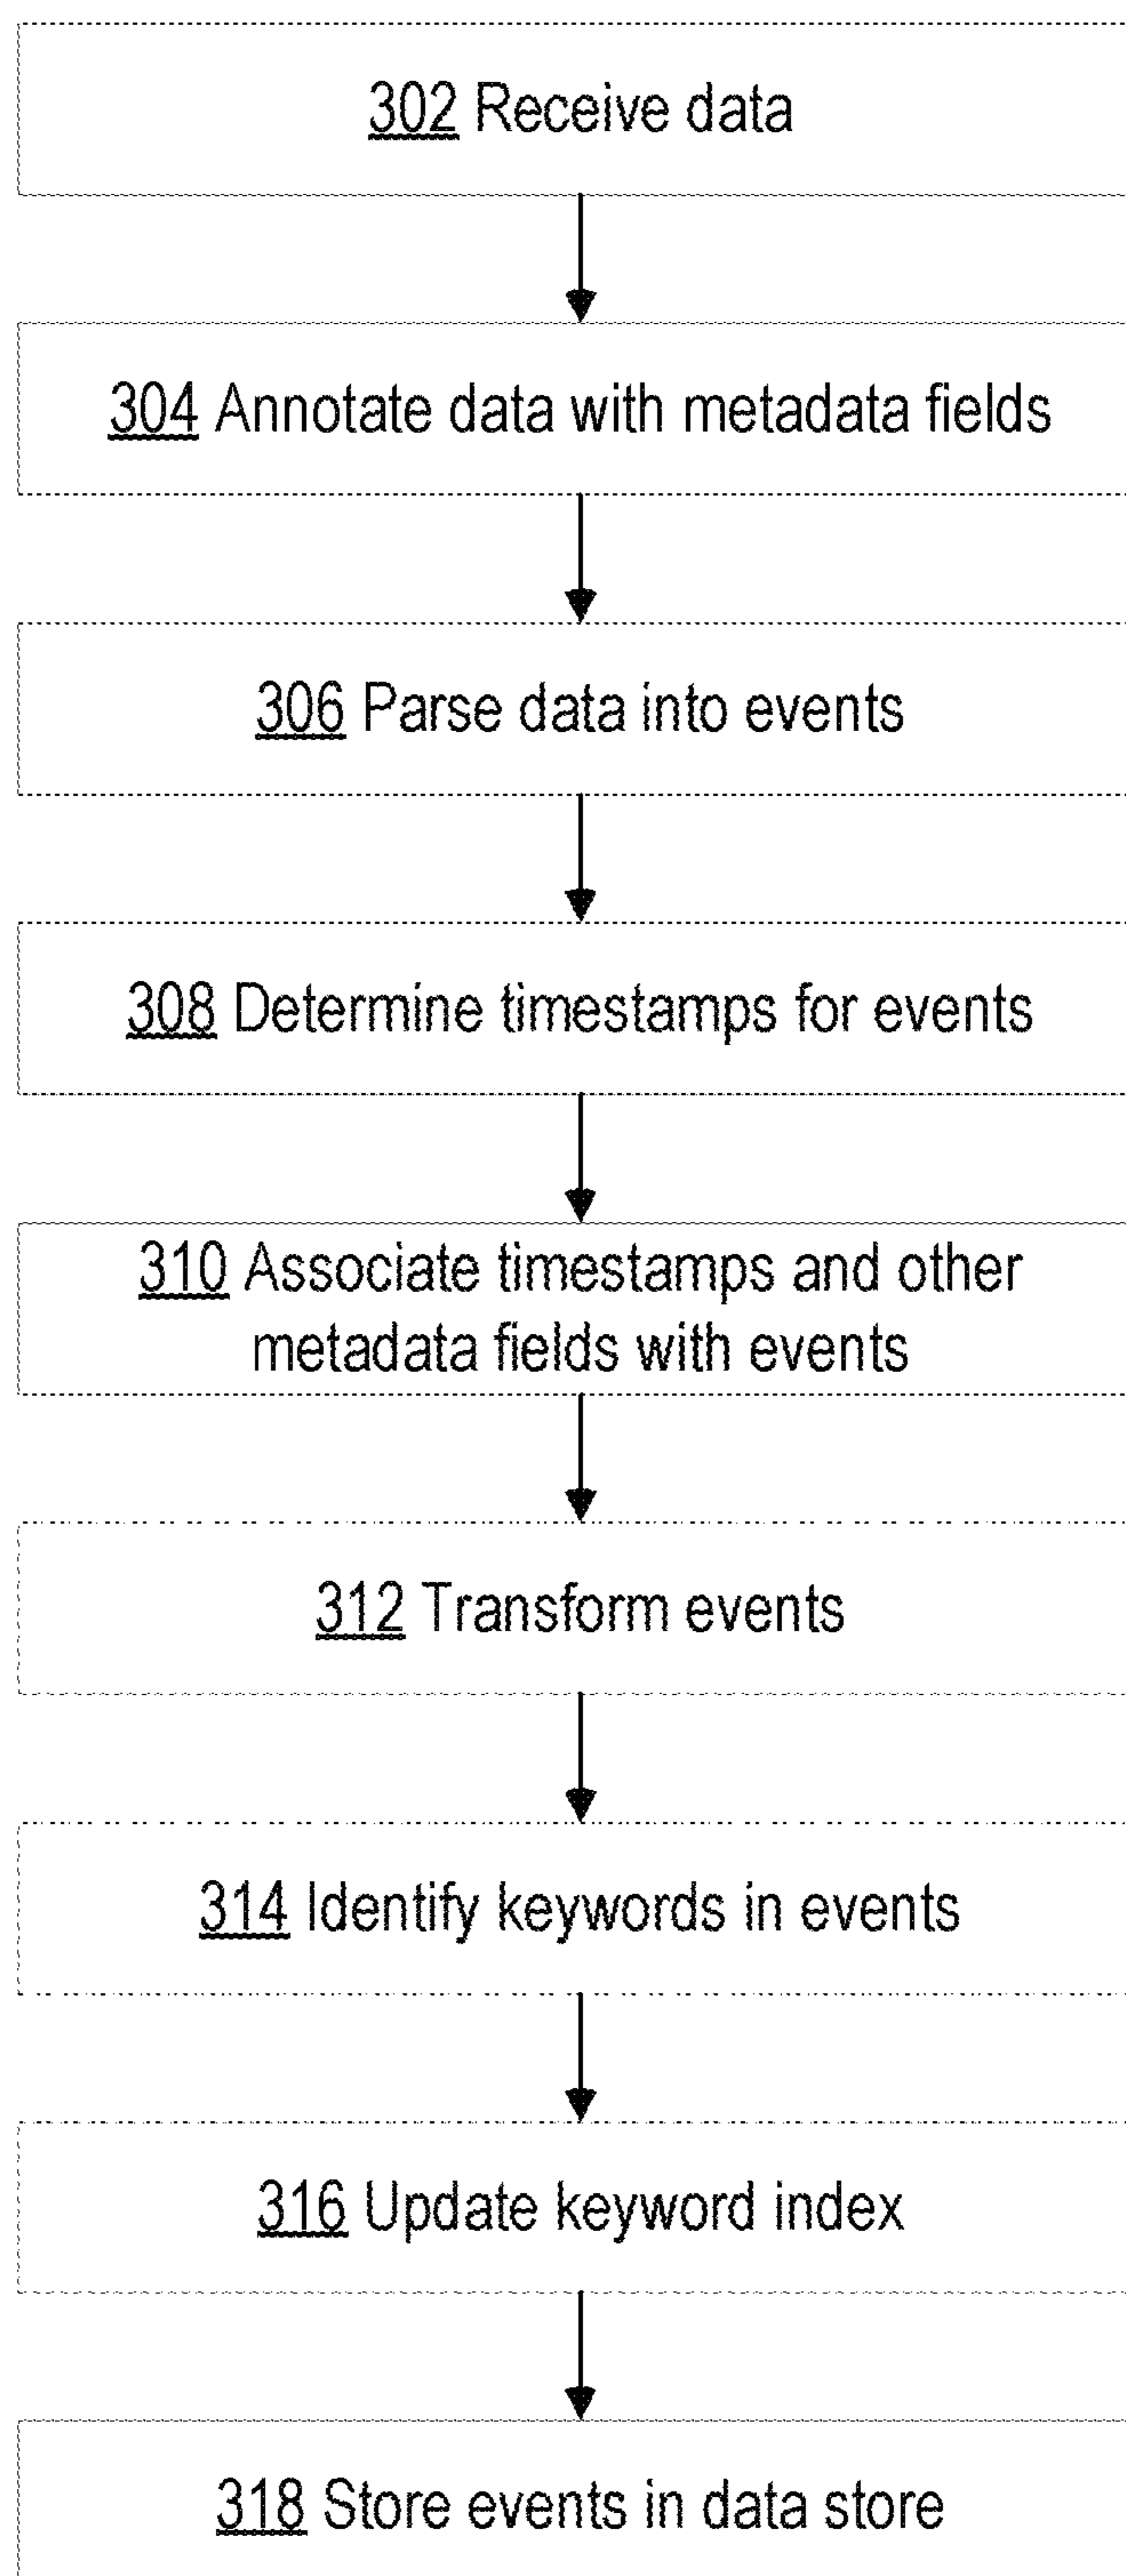 302 Receive data
304 Annotate data with metadata fields
306 Parse data into events
308 Determine timestamps for events
310 Associate timestamps and other
metadata fields with events
312 Transform events
314 Identify keywords in events
316 Update keyword index
318 Store events in data store